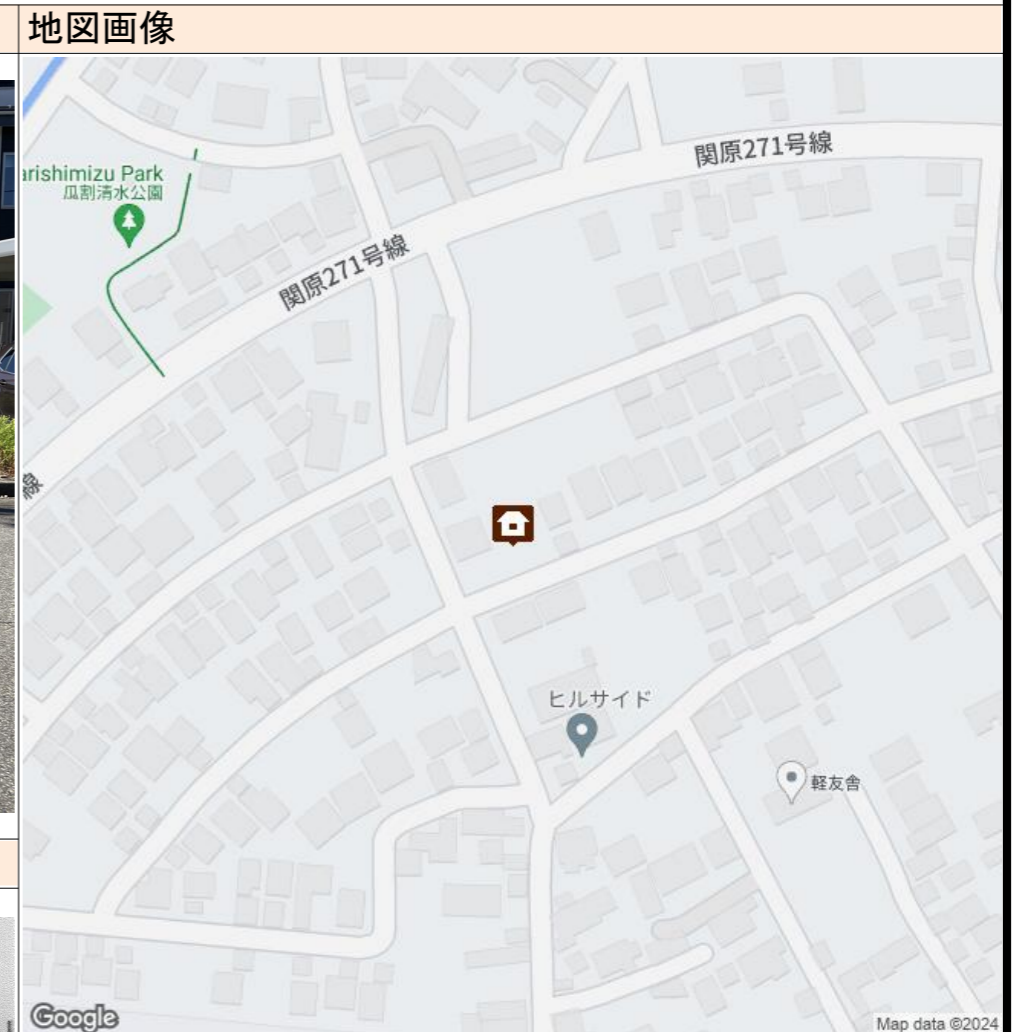 地図画像
関原271号線
arishimizu Park
瓜割清水公園
関原271号線
線
ヒルサイド
軽友舎
Google
Map data ©2024